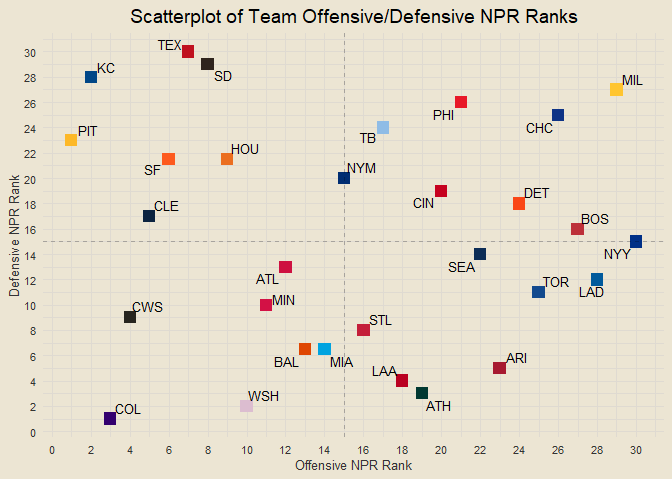 Scatterplot of Team Offensive/Defensive NPR Ranks
Defensive NPR Rank
30
28
26
24
22
20
18
16
14
12
10
8
6
4
2
0
TEX
KC
SD
MIL
PHI
CHC
PIT
TB
HOU
SF
NYM
CIN
DET
CLE
BOS
NYY
SEA
ATL
TOR
LAD
MIN
CWS
STL
BAL
MIA
ARI
LAA
ATH
WSH
COL
0 2 4 6 8 10 12 14 16 18 20 22 24 26 28 30
Offensive NPR Rank